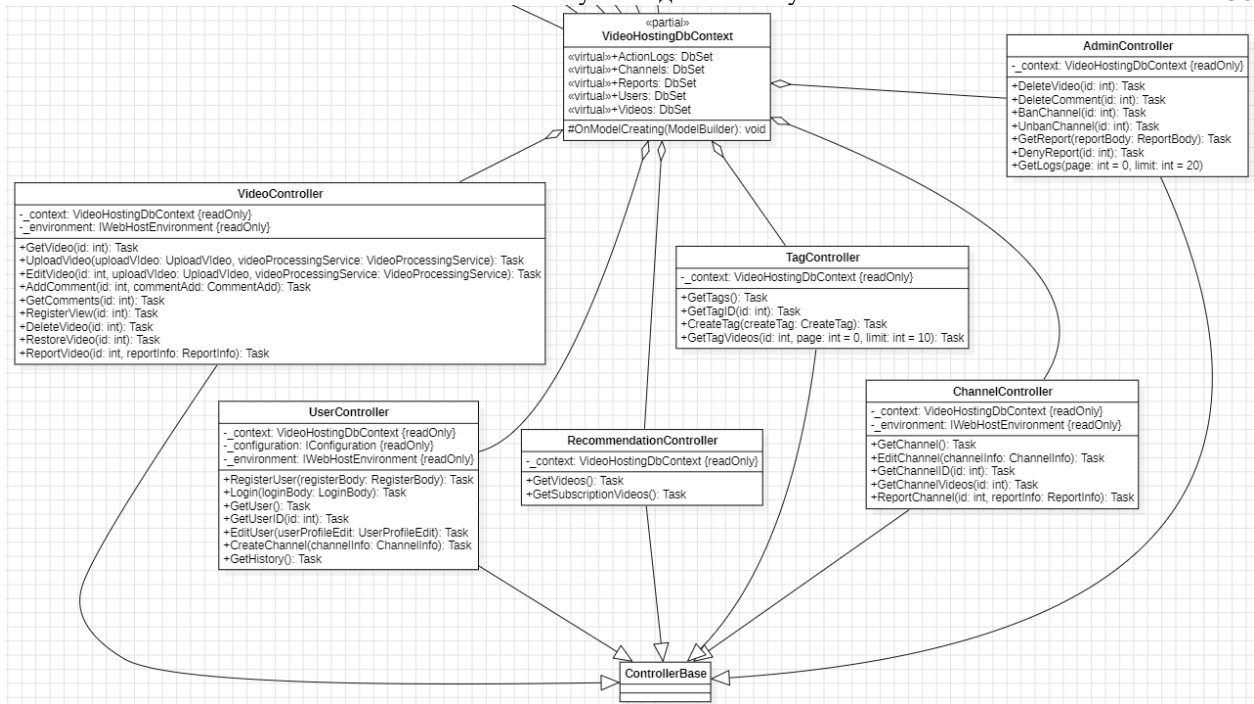 «partial»
VideoHostingDbContext
«virtual»+ActionLogs: DbSet
«virtual»+Channels: DbSet
«virtual»+Reports: DbSet
«virtual»+Users: DbSet
«virtual»+Videos: DbSet
#OnModelCreating(ModelBuilder): void
AdminController
-_context: VideoHostingDbContext {readOnly}
+DeleteVideo(id: int): Task
+DeleteComment(id: int): Task
+BanChannel(id: int): Task
+UnbanChannel(id: int): Task
+GetReport(reportBody: ReportBody): Task
+DenyReport(id: int): Task
+GetLogs(page: int = 0, limit: int = 20)
VideoController
-_context: VideoHostingDbContext {readOnly}
-_environment: IWebHostEnvironment {readOnly}
+GetVideo(id: int): Task
+UploadVideo(uploadVIdeo: UploadVIdeo, videoProcessingService: VideoProcessingService): Task
+EditVideo(id: int, uploadVIdeo: UploadVIdeo, videoProcessingService: VideoProcessingService): Task
+AddComment(id: int, commentAdd: CommentAdd): Task
+GetComments(id: int): Task
+RegisterView(id: int): Task
+DeleteVideo(id: int): Task
+RestoreVideo(id: int): Task
+ReportVideo(id: int, reportInfo: ReportInfo): Task
TagController
-_context: VideoHostingDbContext {readOnly}
+GetTags(): Task
+GetTagID(id: int): Task
+CreateTag(createTag: CreateTag): Task
+GetTagVideos(id: int, page: int = 0, limit: int = 10): Task
ChannelController
-_context: VideoHostingDbContext {readOnly}
-_environment: IWebHostEnvironment {readOnly}
+GetChannel(): Task
+EditChannel(channelInfo: ChannelInfo): Task
+GetChannelID(id: int): Task
+GetChannelVideos(id: int): Task
+ReportChannel(id: int, reportInfo: ReportInfo): Task
UserController
-_context: VideoHostingDbContext {readOnly}
-_configuration: IConfiguration {readOnly}
-_environment: IWebHostEnvironment {readOnly}
+RegisterUser(registerBody: RegisterBody): Task
+Login(loginBody: LoginBody): Task
+GetUser(): Task
+GetUserID(id: int): Task
+EditUser(userProfileEdit: UserProfileEdit): Task
+CreateChannel(channelInfo: ChannelInfo): Task
+GetHistory(): Task
RecommendationController
-_context: VideoHostingDbContext {readOnly}
+GetVideos(): Task
+GetSubscriptionVideos(): Task
ControllerBase